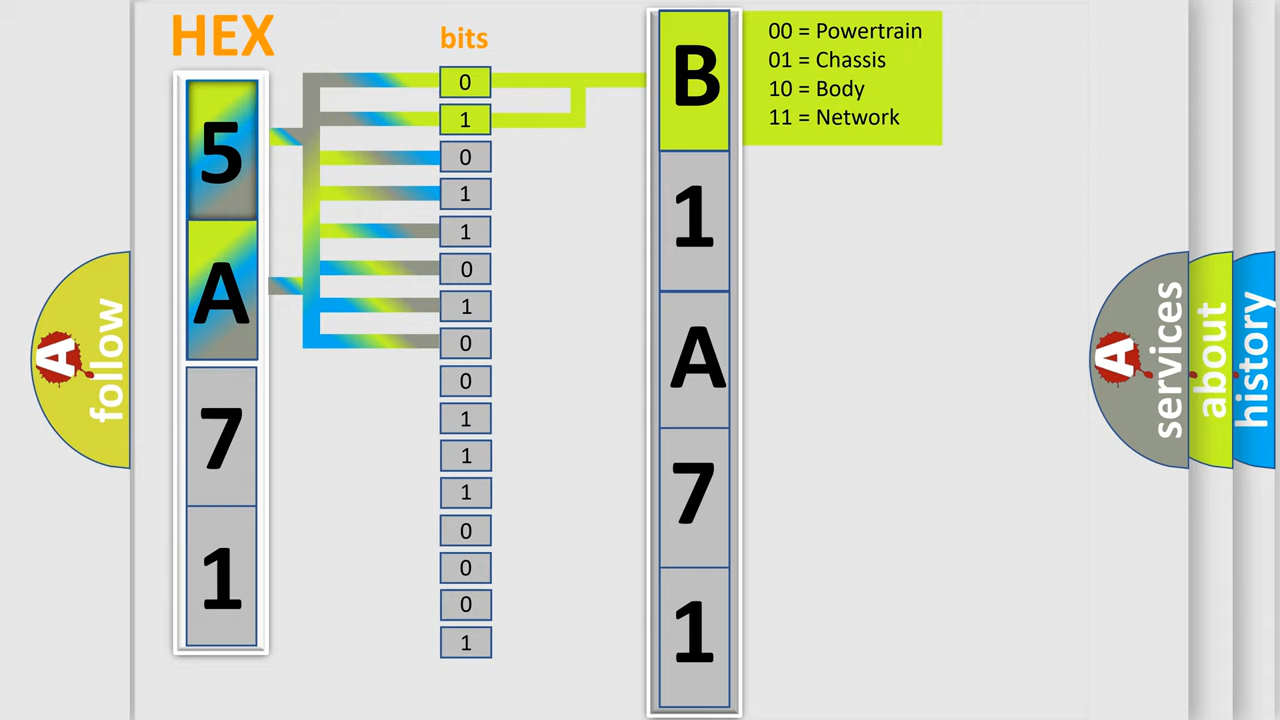 HEX
bits
5
A
7
1
0
1
0
1
1
0
1
0
0
1
1
1
0
0
0
1
B
1
A
7
1
00 = Powertrain
01 = Chassis
10 = Body
11 = Network
A follow
A services
about
history